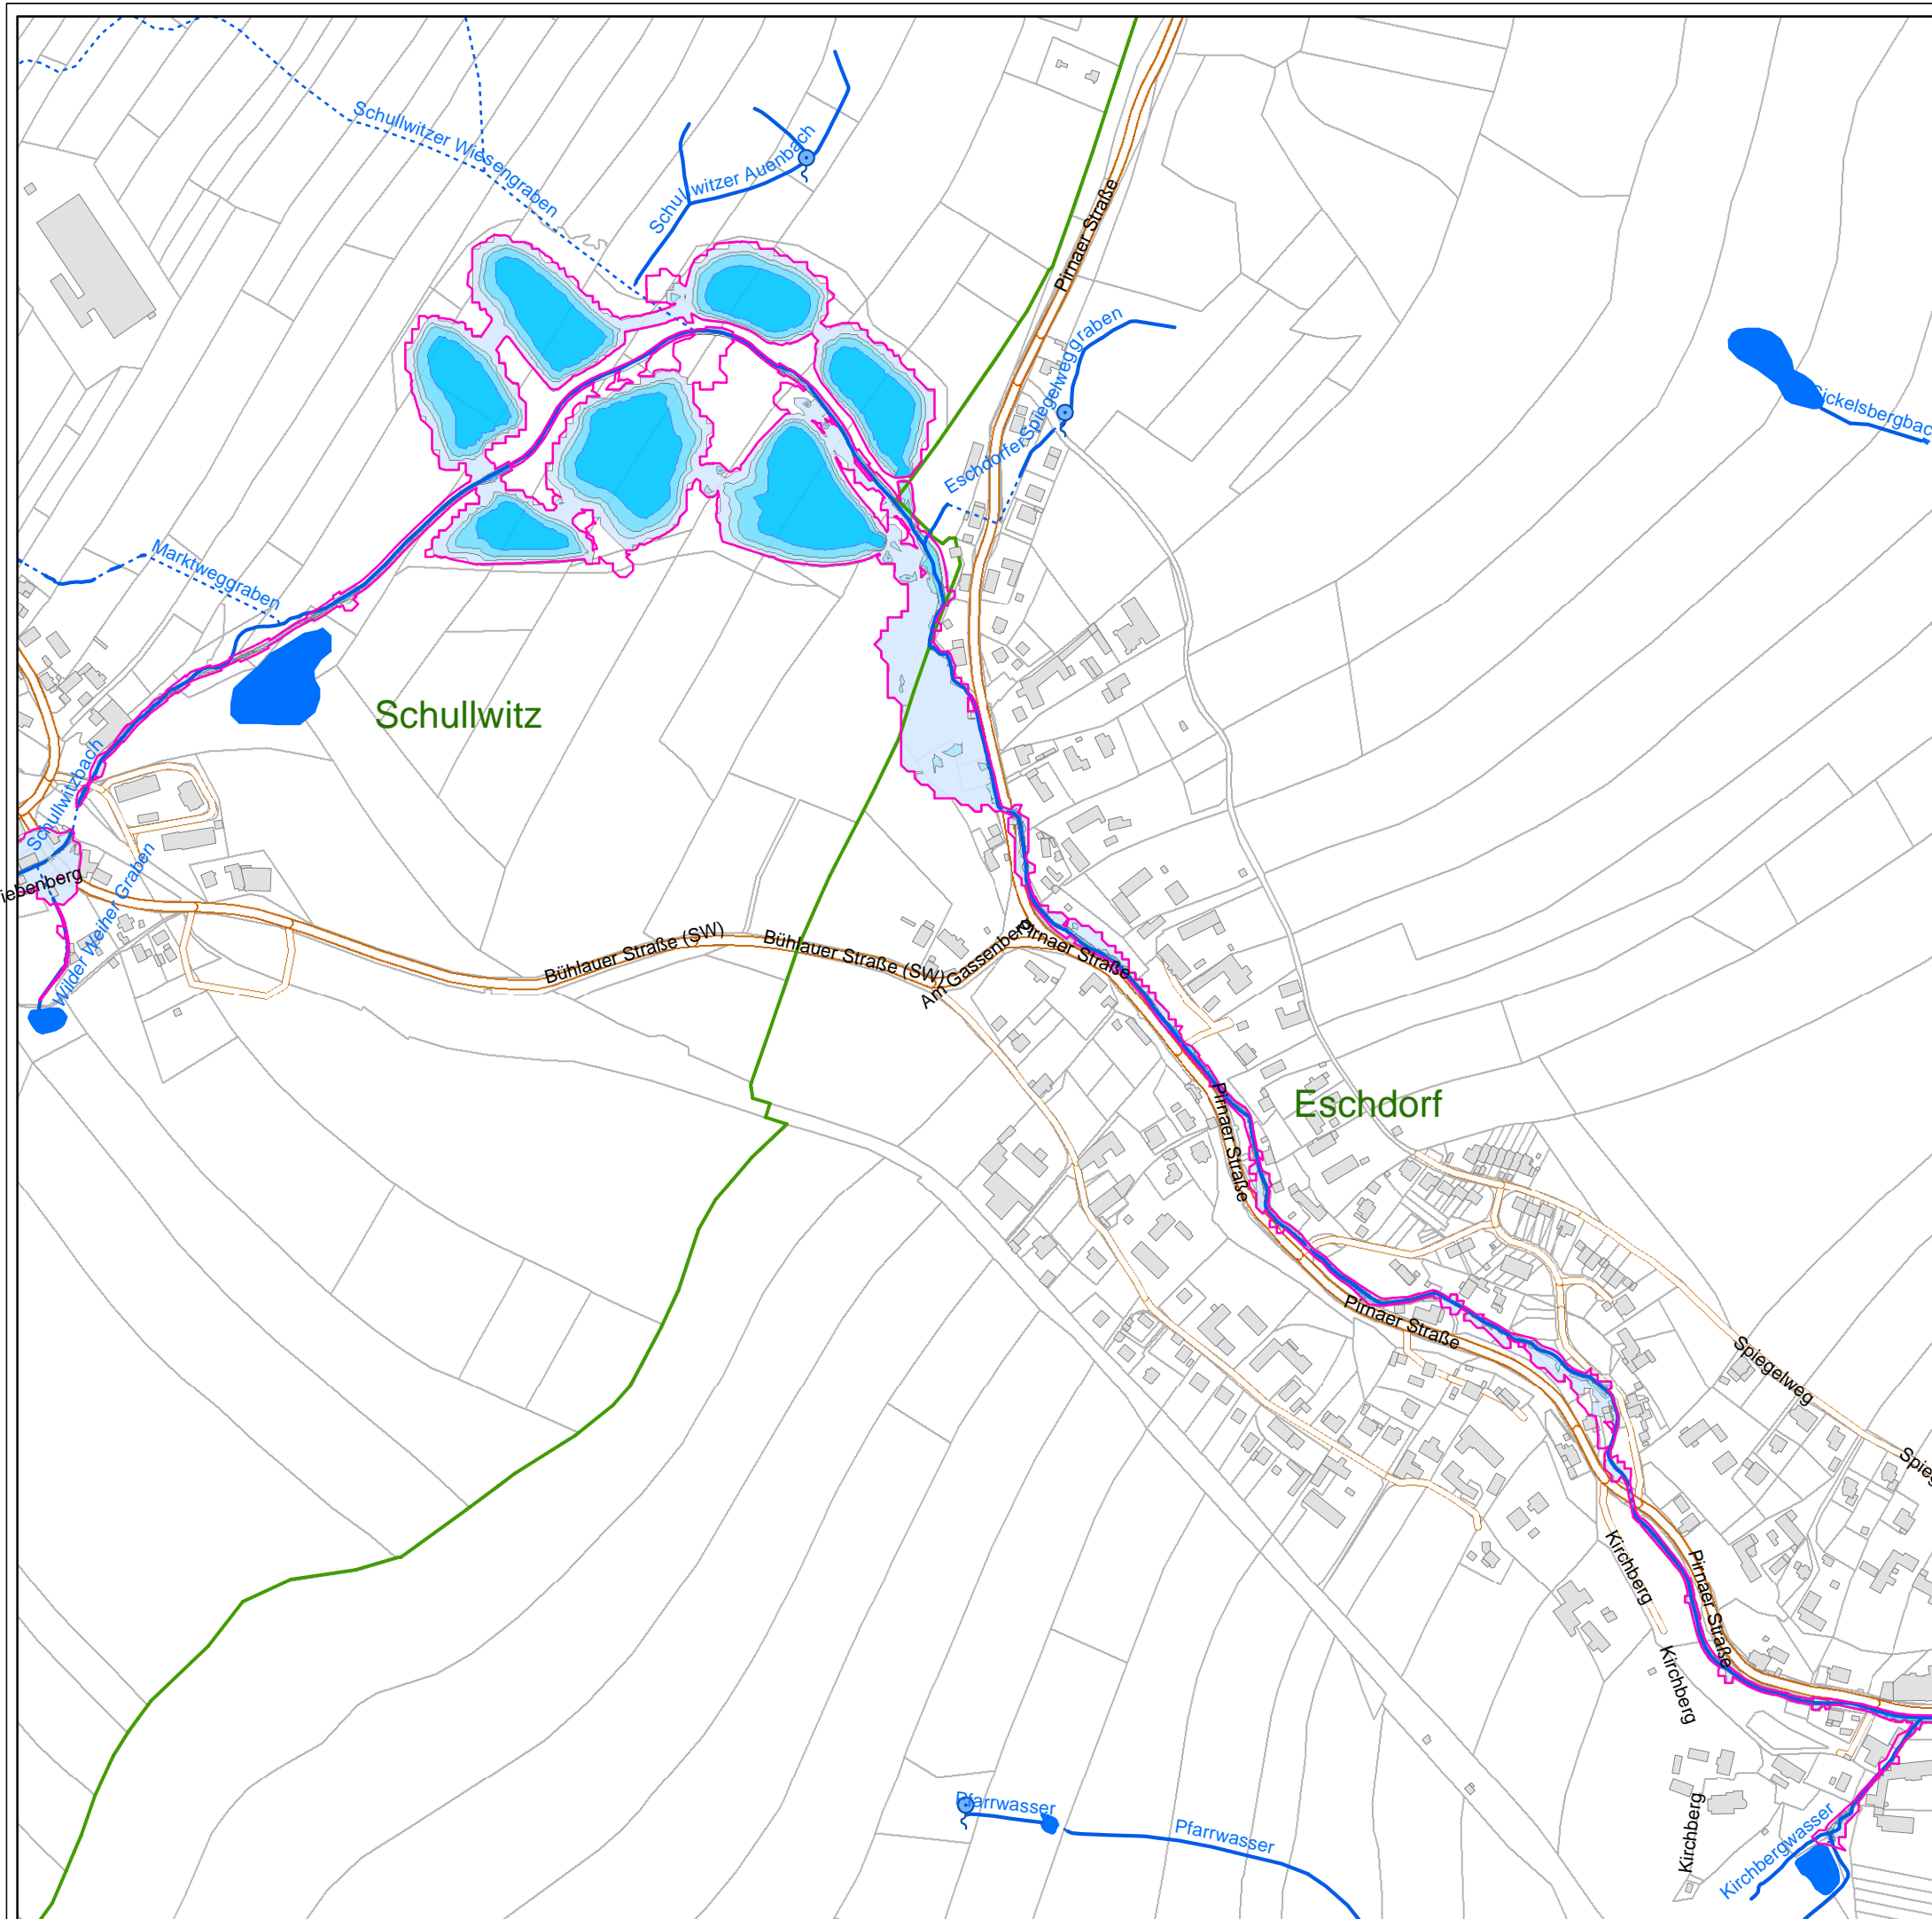 Schullwitzer Wiesengraben
Schullwitzer Auenbach
Pirnaer Straße
Eschdorfer Spiegelweggraben
Marktweggraben
Schullwitz
Schullwitzbach
iebenberg
Wilder Weiher Graben
Bühlauer Straße (SW)
Bühlauer Straße (SW)
Am Gassenberg
Pirnaer Straße
Eschdorf
Pirnaer Straße
Pirnaer Straße
Spiegelweg
Spieg
Kirchberg
Pirnaer Straße
Kirchberg
Pfarrwasser
Pfarrwasser
Kirchberg
Kirchbergwasser